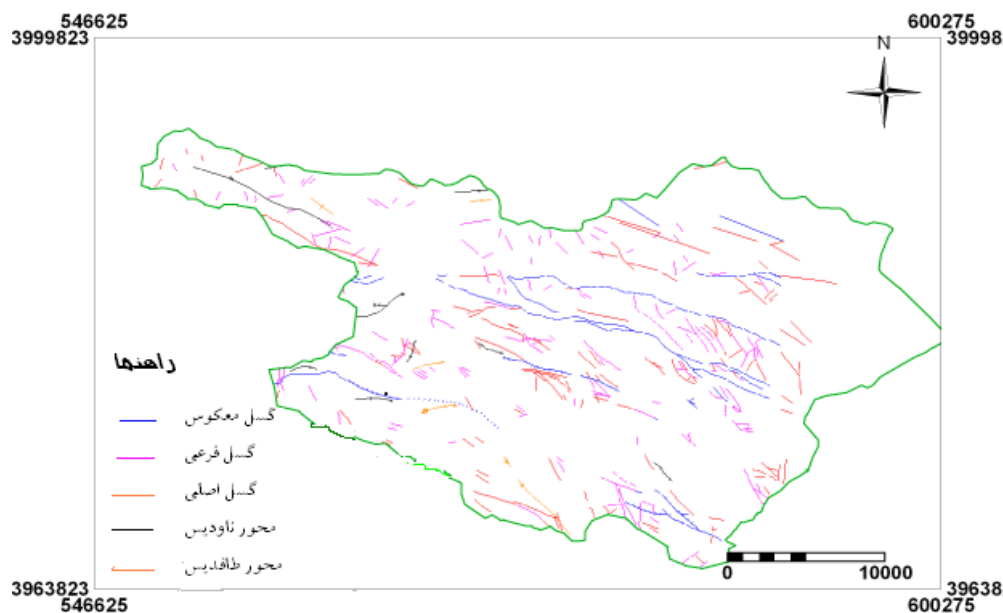 546625 600275
3999823 39998
N
راهنما
گسل معکوس
گسل فرعی
گسل اصلی
محور ناودیس
محور طاقدیس
0 10000
3963823 39638
546625 600275